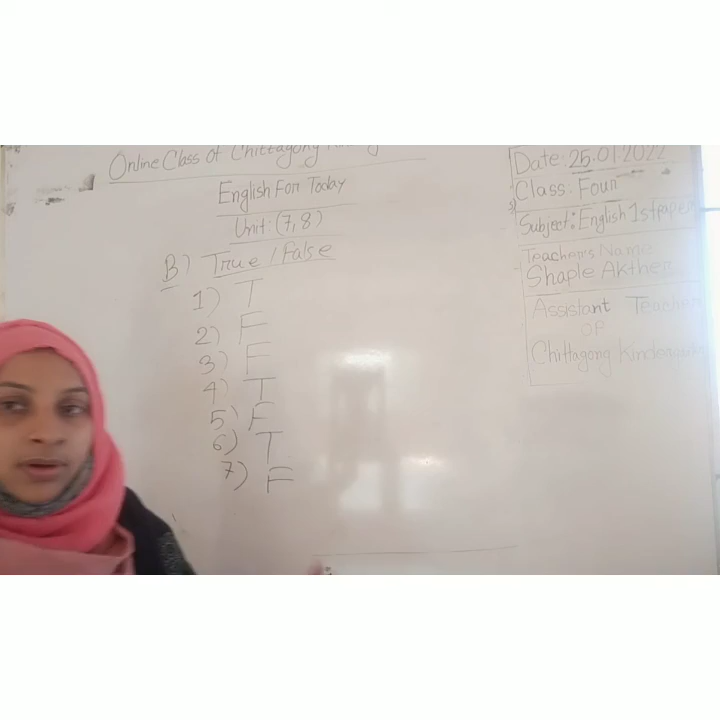 Online Class Of Chittagong
English For Today
Unit: (7,8)
B) True / False
1) T
2) F
3) F
4) T
5) F
6) T
7) F
Date: 25.01.2022
Class: Four
Subject: English 1st paper
Teacher's Name
Shaple Akther
Assistant Teacher
OF
Chittagong